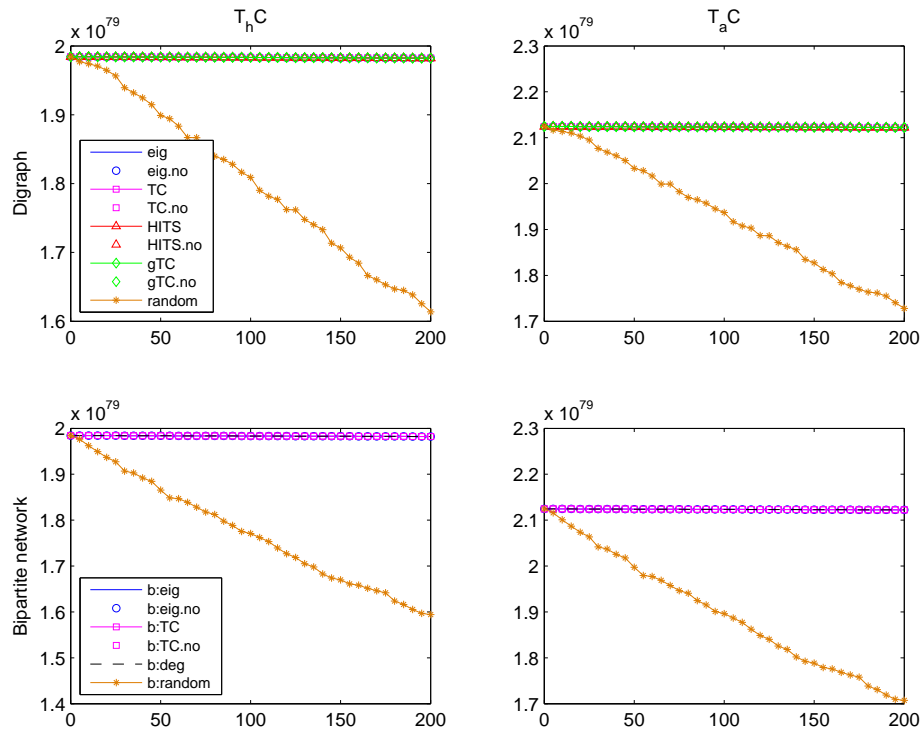 T_hC
x 10^79
2
1.9
1.8
1.7
1.6
Digraph
eig
eig.no
TC
TC.no
HITS
HITS.no
gTC
gTC.no
random
0 50 100 150 200
T_aC
x 10^79
2.3
2.2
2.1
2
1.9
1.8
1.7
0 50 100 150 200
x 10^79
2
1.9
1.8
1.7
1.6
1.5
1.4
Bipartite network
b:eig
b:eig.no
b:TC
b:TC.no
b:deg
b:random
0 50 100 150 200
x 10^79
2.3
2.2
2.1
2
1.9
1.8
1.7
0 50 100 150 200